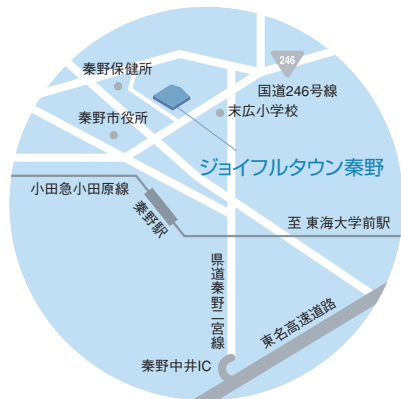 246
秦野保健所
国道246号線
末広小学校
秦野市役所
ジョイフルタウン秦野
小田急小田原線
秦野駅
至 東海大学前駅
県道秦野二宮線
東名高速道路
秦野中井IC